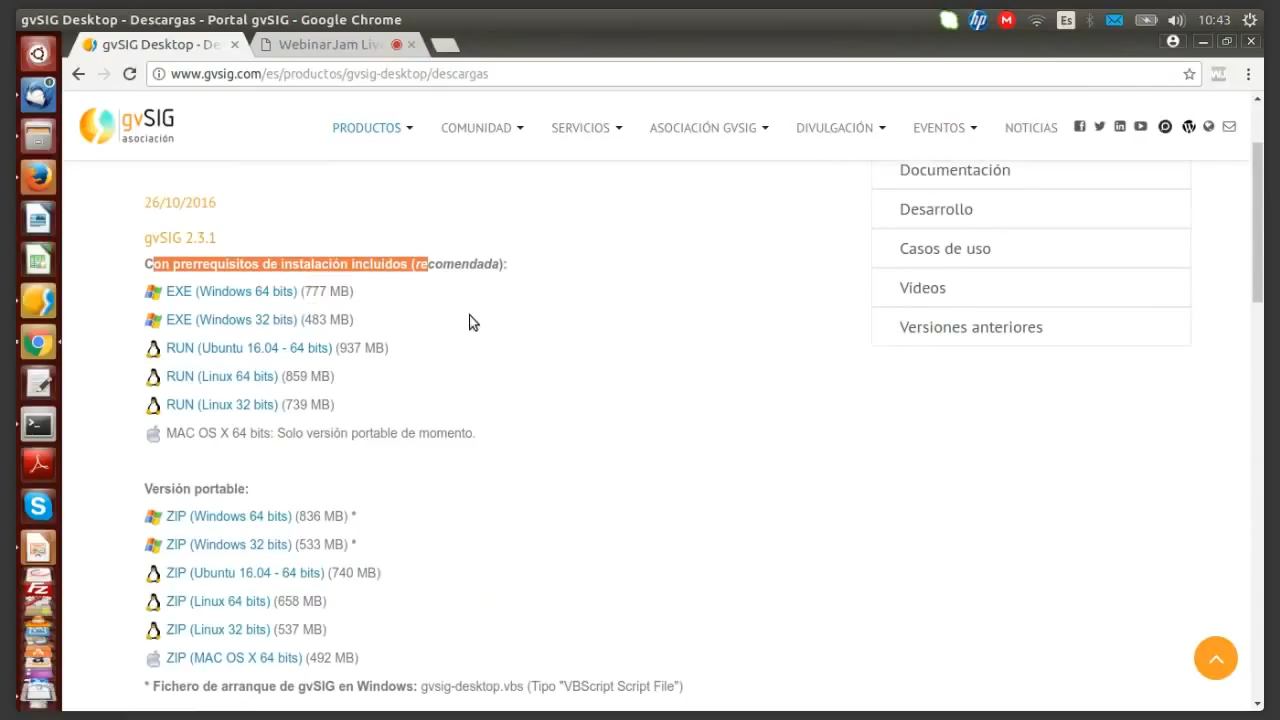 gvSIG Desktop - Descargas - Portal gvSIG - Google Chrome
Es
10:43
gvSIG Desktop - De
WebinarJam Liv
www.gvsig.com/es/productos/gvsig-desktop/descargas
gvSIG
asociación
PRODUCTOS
COMUNIDAD
SERVICIOS
ASOCIACIÓN GVSIG
DIVULGACIÓN
EVENTOS
NOTICIAS
Documentación
Desarrollo
Casos de uso
Vídeos
Versiones anteriores
26/10/2016
gvSIG 2.3.1
Con prerrequisitos de instalación incluidos (recomendada):
EXE (Windows 64 bits) (777 MB)
EXE (Windows 32 bits) (483 MB)
RUN (Ubuntu 16.04 - 64 bits) (937 MB)
RUN (Linux 64 bits) (859 MB)
RUN (Linux 32 bits) (739 MB)
MAC OS X 64 bits: Solo versión portable de momento.
Versión portable:
ZIP (Windows 64 bits) (836 MB) *
ZIP (Windows 32 bits) (533 MB) *
ZIP (Ubuntu 16.04 - 64 bits) (740 MB)
ZIP (Linux 64 bits) (658 MB)
ZIP (Linux 32 bits) (537 MB)
ZIP (MAC OS X 64 bits) (492 MB)
* Fichero de arranque de gvSIG en Windows: gvsig-desktop.vbs (Tipo "VBScript Script File")